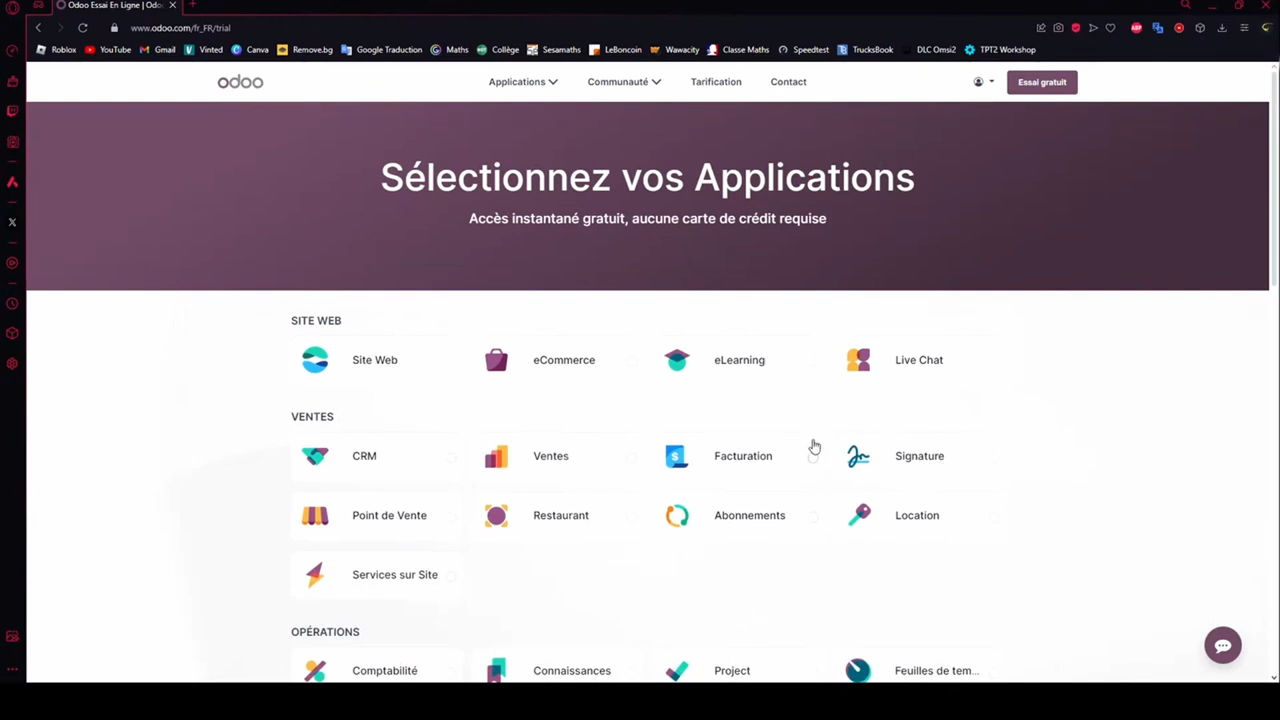 Odoo Essai En Ligne | Odoo
www.odoo.com/fr_FR/trial
Roblox YouTube Gmail Vinted Canva Remove.bg Google Traduction Maths Collège Sesamaths LeBoncoin Wawacity Classe Maths Speedtest TrucksBook DLC Omsi2 TPT2 Workshop
odoo Applications Communauté Tarification Contact Essai gratuit
Sélectionnez vos Applications
Accès instantané gratuit, aucune carte de crédit requise
SITE WEB
Site Web eCommerce eLearning Live Chat
VENTES
CRM Ventes Facturation Signature
Point de Vente Restaurant Abonnements Location
Services sur Site
OPÉRATIONS
Comptabilité Connaissances Project Feuilles de tem...